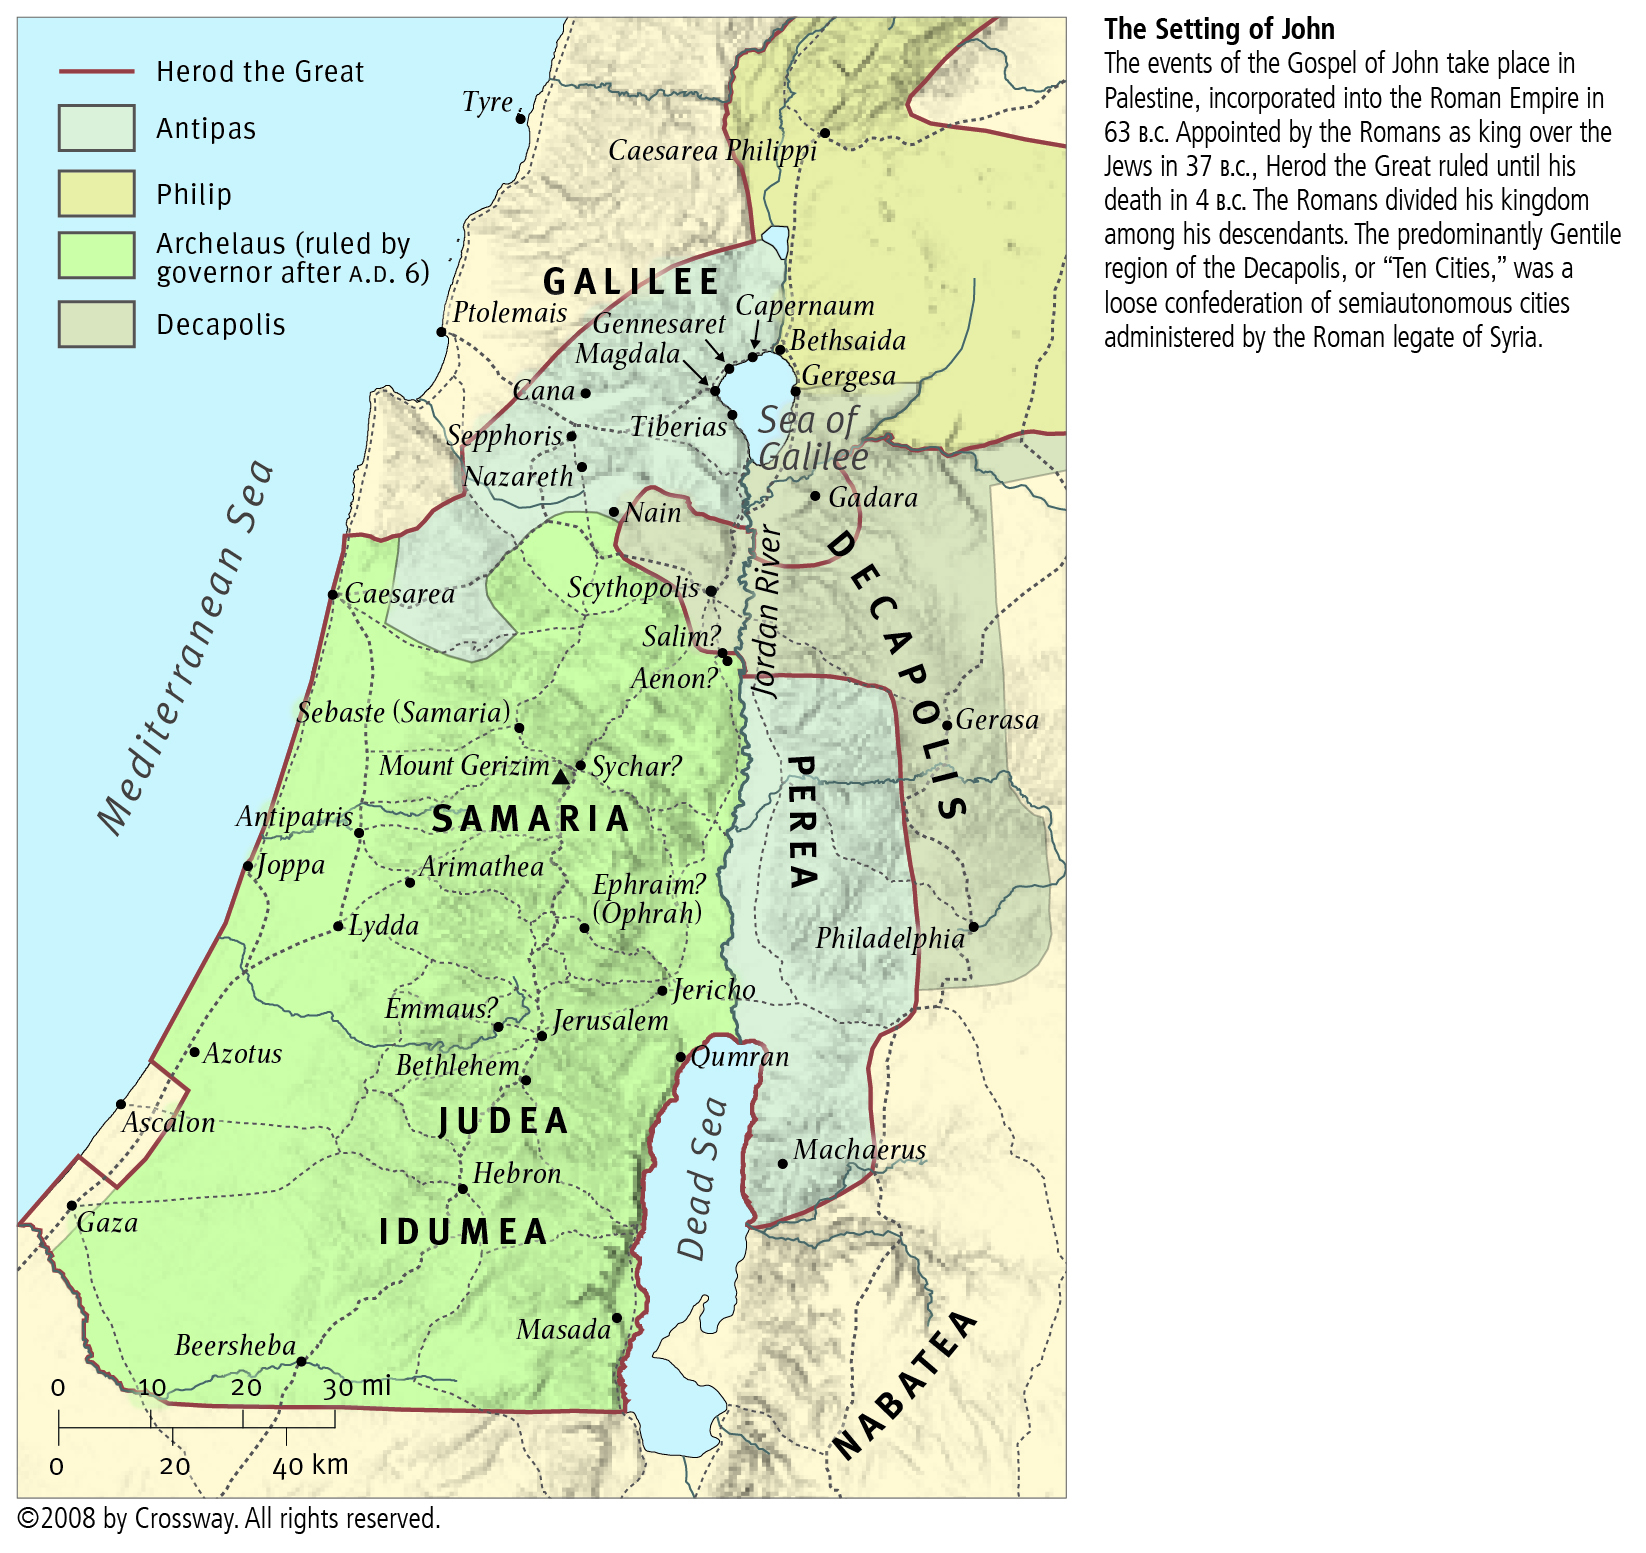 The Setting of John
The events of the Gospel of John take place in
Palestine, incorporated into the Roman Empire in
63 B.C. Appointed by the Romans as king over the
Jews in 37 B.C., Herod the Great ruled until his
death in 4 B.C. The Romans divided his kingdom
among his descendants. The predominantly Gentile
region of the Decapolis, or “Ten Cities,” was a
loose confederation of semiautonomous cities
administered by the Roman legate of Syria.
Herod the Great
Antipas
Philip
Archelaus (ruled by
governor after A.D. 6)
Decapolis
Tyre
Caesarea Philippi
GALILEE
Ptolemais
Capernaum
Gennesaret
Bethsaida
Magdala
Gergesa
Cana
Sea of
Galilee
Tiberias
Sepphoris
Nazareth
Gadara
Nain
Mediterranean Sea
DECAPOLIS
Jordan River
Caesarea
Scythopolis
Salim?
Aenon?
Sebaste (Samaria)
Gerasa
Mount Gerizim
Sychar?
PEREA
SAMARIA
Antipatris
Joppa
Arimathea
Ephraim?
(Ophrah)
Lydda
Philadelphia
Jericho
Emmaus?
Jerusalem
Azotus
Bethlehem
Qumran
Ascalon
JUDEA
Dead Sea
Machaerus
Hebron
Gaza
IDUMEA
Masada
Beersheba
NABATEA
0 10 20 30 mi
0 20 40 km
©2008 by Crossway. All rights reserved.